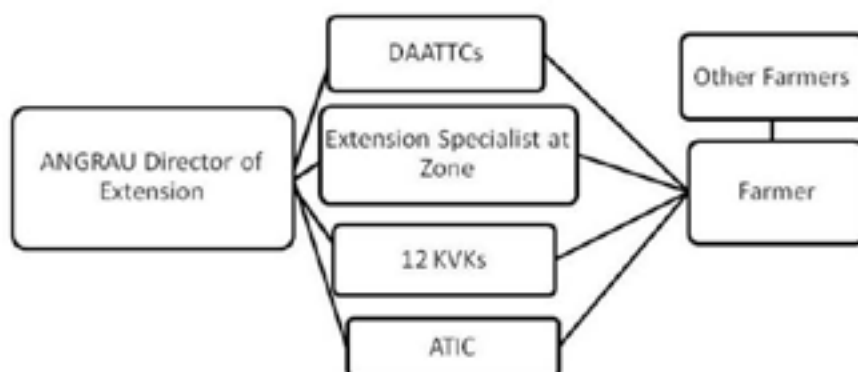 DAATTCs
Other Farmers
ANGRAU Director of
Extension
Extension Specialist at
Zone
Farmer
12 KVKs
ATIC